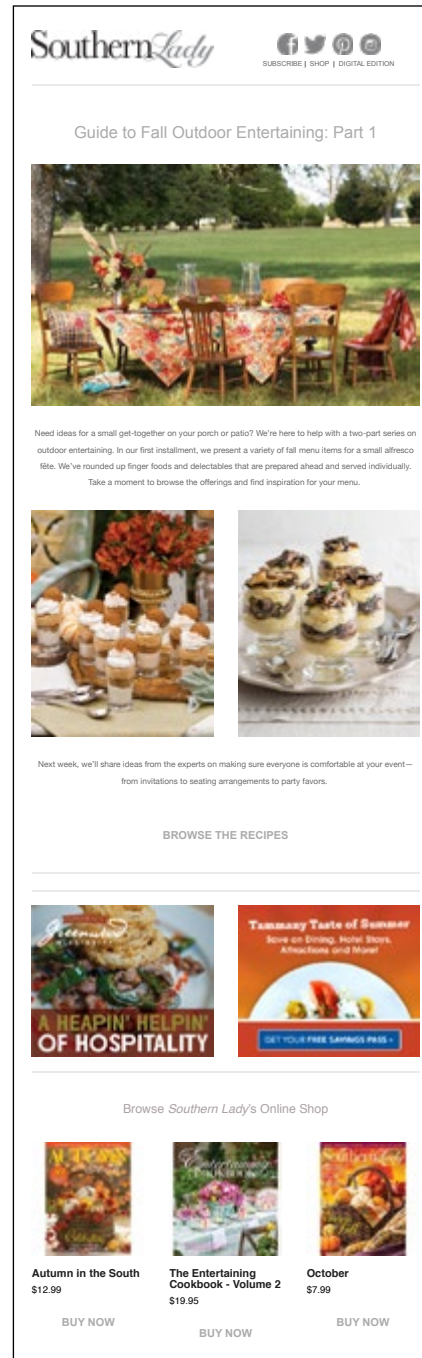 Southern Lady
SUBSCRIBE | SHOP | DIGITAL EDITION
Guide to Fall Outdoor Entertaining: Part 1
Need ideas for a small get-together on your porch or patio? We're here to help with a two-part series on
outdoor entertaining. In our first installment, we present a variety of fall menu items for a small alfresco
fête. We've rounded up finger foods and delectables that are prepared ahead and served individually.
Take a moment to browse the offerings and find inspiration for your menu.
Next week, we'll share ideas from the experts on making sure everyone is comfortable at your event—
from invitations to seating arrangements to party favors.
BROWSE THE RECIPES
Greenwood
MISSISSIPPI
A HEAPIN' HELPIN'
OF HOSPITALITY
Tammany Taste of Summer
Save on Dining, Hotel Stays,
Attractions and More!
GET YOUR FREE SAVINGS PASS
Browse Southern Lady's Online Shop
AUTUMN
Entertaining
COOKBOOK
Southern Lady
Autumn in the South
$12.99
BUY NOW
The Entertaining
Cookbook - Volume 2
$19.95
BUY NOW
October
$7.99
BUY NOW